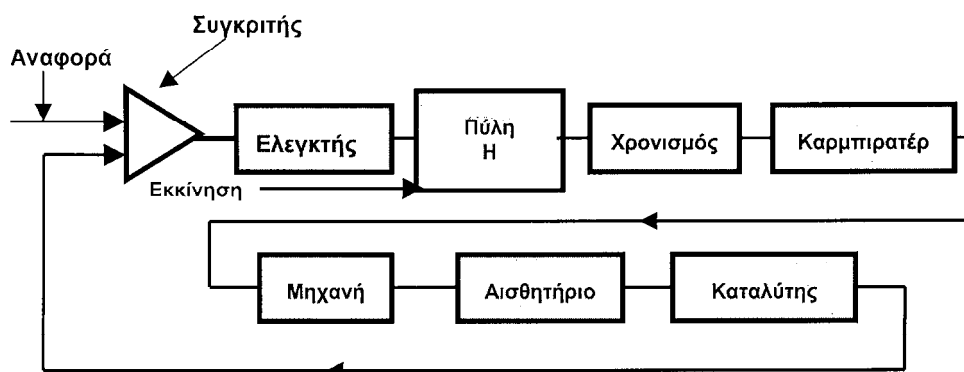 Συγκριτής
Αναφορά
Ελεγκτής
Πύλη
Η
Χρονισμός
Καρμπιρατέρ
Εκκίνηση
Μηχανή
Αισθητήριο
Καταλύτης